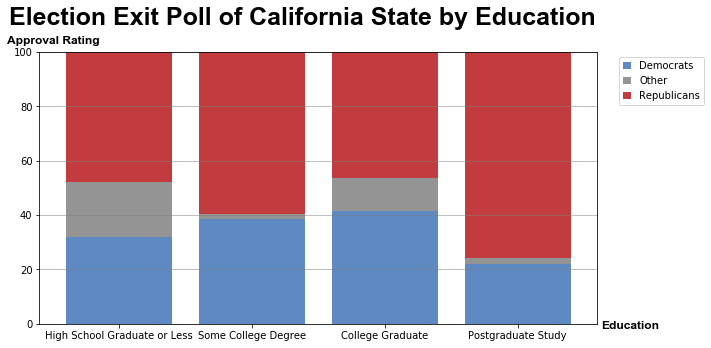 Election Exit Poll of California State by Education
Approval Rating
100
80
60
40
20
0
High School Graduate or Less Some College Degree College Graduate Postgraduate Study
Education
Democrats
Other
Republicans